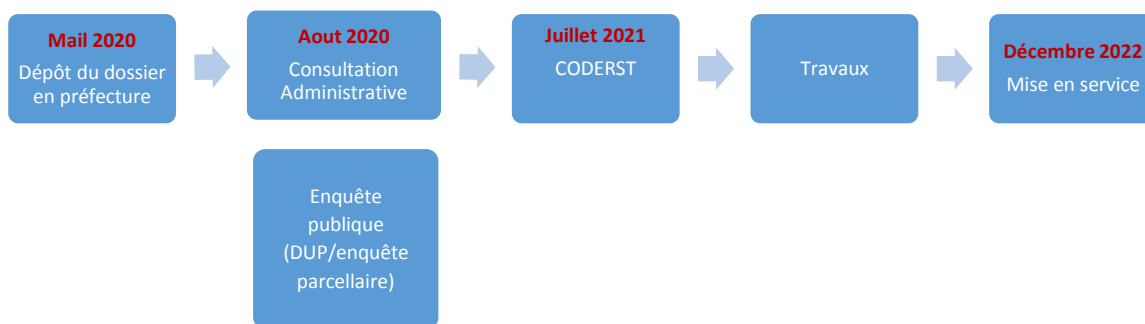 Mail 2020
Dépôt du dossier
en préfecture
Aout 2020
Consultation
Administrative
Juillet 2021
CODERST
Travaux
Décembre 2022
Mise en service
Enquête
publique
(DUP/enquête
parcellaire)